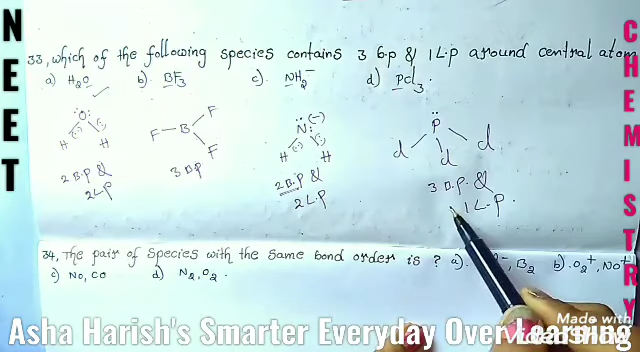 NEET
CHEMISTRY
33, which of the following species contains 3 b.p & 1 L.p around central atom
a) H₂O b). BF₃ c). NH₂⁻ d) PCl₃.
O
H (..) H
2 B.P &
2 LP
F
F — B
F
3 B.P
N (-)
H (..) H
2 B.P &
2 L.P
P
Cl Cl Cl
3 B.P. &
1 L.P.
34, The pair of species with the same bond order is ? a). ⁻, B₂ b). O₂⁺, NO⁺
c) NO, CO d) N₂, O₂.
Made with
VideoShow
Asha Harish's Smarter Everyday Over Learning